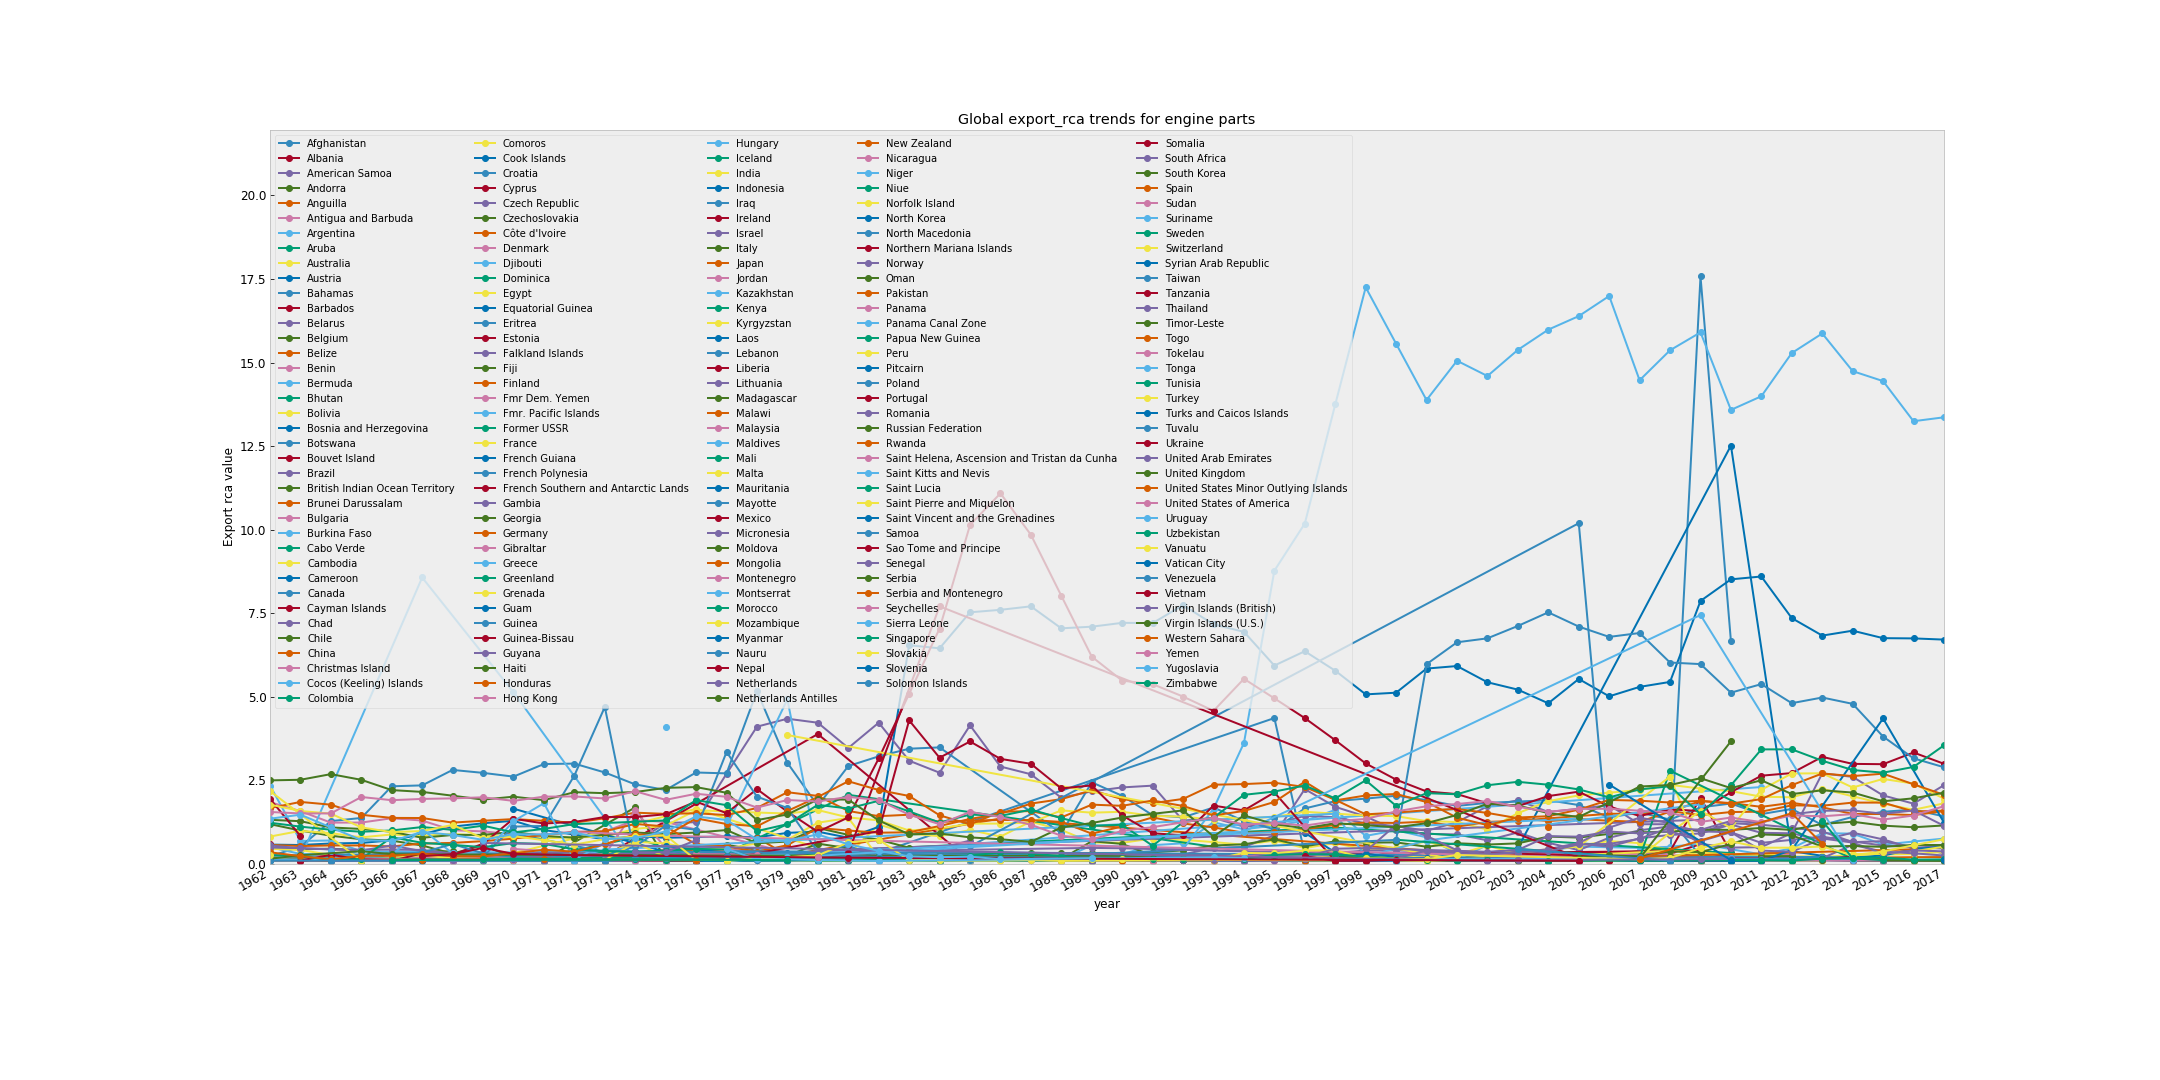 Global export_rca trends for engine parts
Afghanistan
Albania
American Samoa
Andorra
Anguilla
Antigua and Barbuda
Argentina
Aruba
Australia
Austria
Bahamas
Barbados
Belarus
Belgium
Belize
Benin
Bermuda
Bhutan
Bolivia
Bosnia and Herzegovina
Botswana
Bouvet Island
Brazil
British Indian Ocean Territory
Brunei Darussalam
Bulgaria
Burkina Faso
Cabo Verde
Cambodia
Cameroon
Canada
Cayman Islands
Chad
Chile
China
Christmas Island
Cocos (Keeling) Islands
Colombia
Comoros
Cook Islands
Croatia
Cyprus
Czech Republic
Czechoslovakia
Côte d'Ivoire
Denmark
Djibouti
Dominica
Egypt
Equatorial Guinea
Eritrea
Estonia
Falkland Islands
Fiji
Finland
Fmr Dem. Yemen
Fmr. Pacific Islands
Former USSR
France
French Guiana
French Polynesia
French Southern and Antarctic Lands
Gambia
Georgia
Germany
Gibraltar
Greece
Greenland
Grenada
Guam
Guinea
Guinea-Bissau
Guyana
Haiti
Honduras
Hong Kong
Hungary
Iceland
India
Indonesia
Iraq
Ireland
Israel
Italy
Japan
Jordan
Kazakhstan
Kenya
Kyrgyzstan
Laos
Lebanon
Liberia
Lithuania
Madagascar
Malawi
Malaysia
Maldives
Mali
Malta
Mauritania
Mayotte
Mexico
Micronesia
Moldova
Mongolia
Montenegro
Montserrat
Morocco
Mozambique
Myanmar
Nauru
Nepal
Netherlands
Netherlands Antilles
New Zealand
Nicaragua
Niger
Niue
Norfolk Island
North Korea
North Macedonia
Northern Mariana Islands
Norway
Oman
Pakistan
Panama
Panama Canal Zone
Papua New Guinea
Peru
Pitcairn
Poland
Portugal
Romania
Russian Federation
Rwanda
Saint Helena, Ascension and Tristan da Cunha
Saint Kitts and Nevis
Saint Lucia
Saint Pierre and Miquelon
Saint Vincent and the Grenadines
Samoa
Sao Tome and Principe
Senegal
Serbia
Serbia and Montenegro
Seychelles
Sierra Leone
Singapore
Slovakia
Slovenia
Solomon Islands
Somalia
South Africa
South Korea
Spain
Sudan
Suriname
Sweden
Switzerland
Syrian Arab Republic
Taiwan
Tanzania
Thailand
Timor-Leste
Togo
Tokelau
Tonga
Tunisia
Turkey
Turks and Caicos Islands
Tuvalu
Ukraine
United Arab Emirates
United Kingdom
United States Minor Outlying Islands
United States of America
Uruguay
Uzbekistan
Vanuatu
Vatican City
Venezuela
Vietnam
Virgin Islands (British)
Virgin Islands (U.S.)
Western Sahara
Yemen
Yugoslavia
Zimbabwe
Export rca value
20.0
17.5
15.0
12.5
10.0
7.5
5.0
2.5
0.0
1962 1963 1964 1965 1966 1967 1968 1969 1970 1971 1972 1973 1974 1975 1976 1977 1978 1979 1980 1981 1982 1983 1984 1985 1986 1987 1988 1989 1990 1991 1992 1993 1994 1995 1996 1997 1998 1999 2000 2001 2002 2003 2004 2005 2006 2007 2008 2009 2010 2011 2012 2013 2014 2015 2016 2017
year